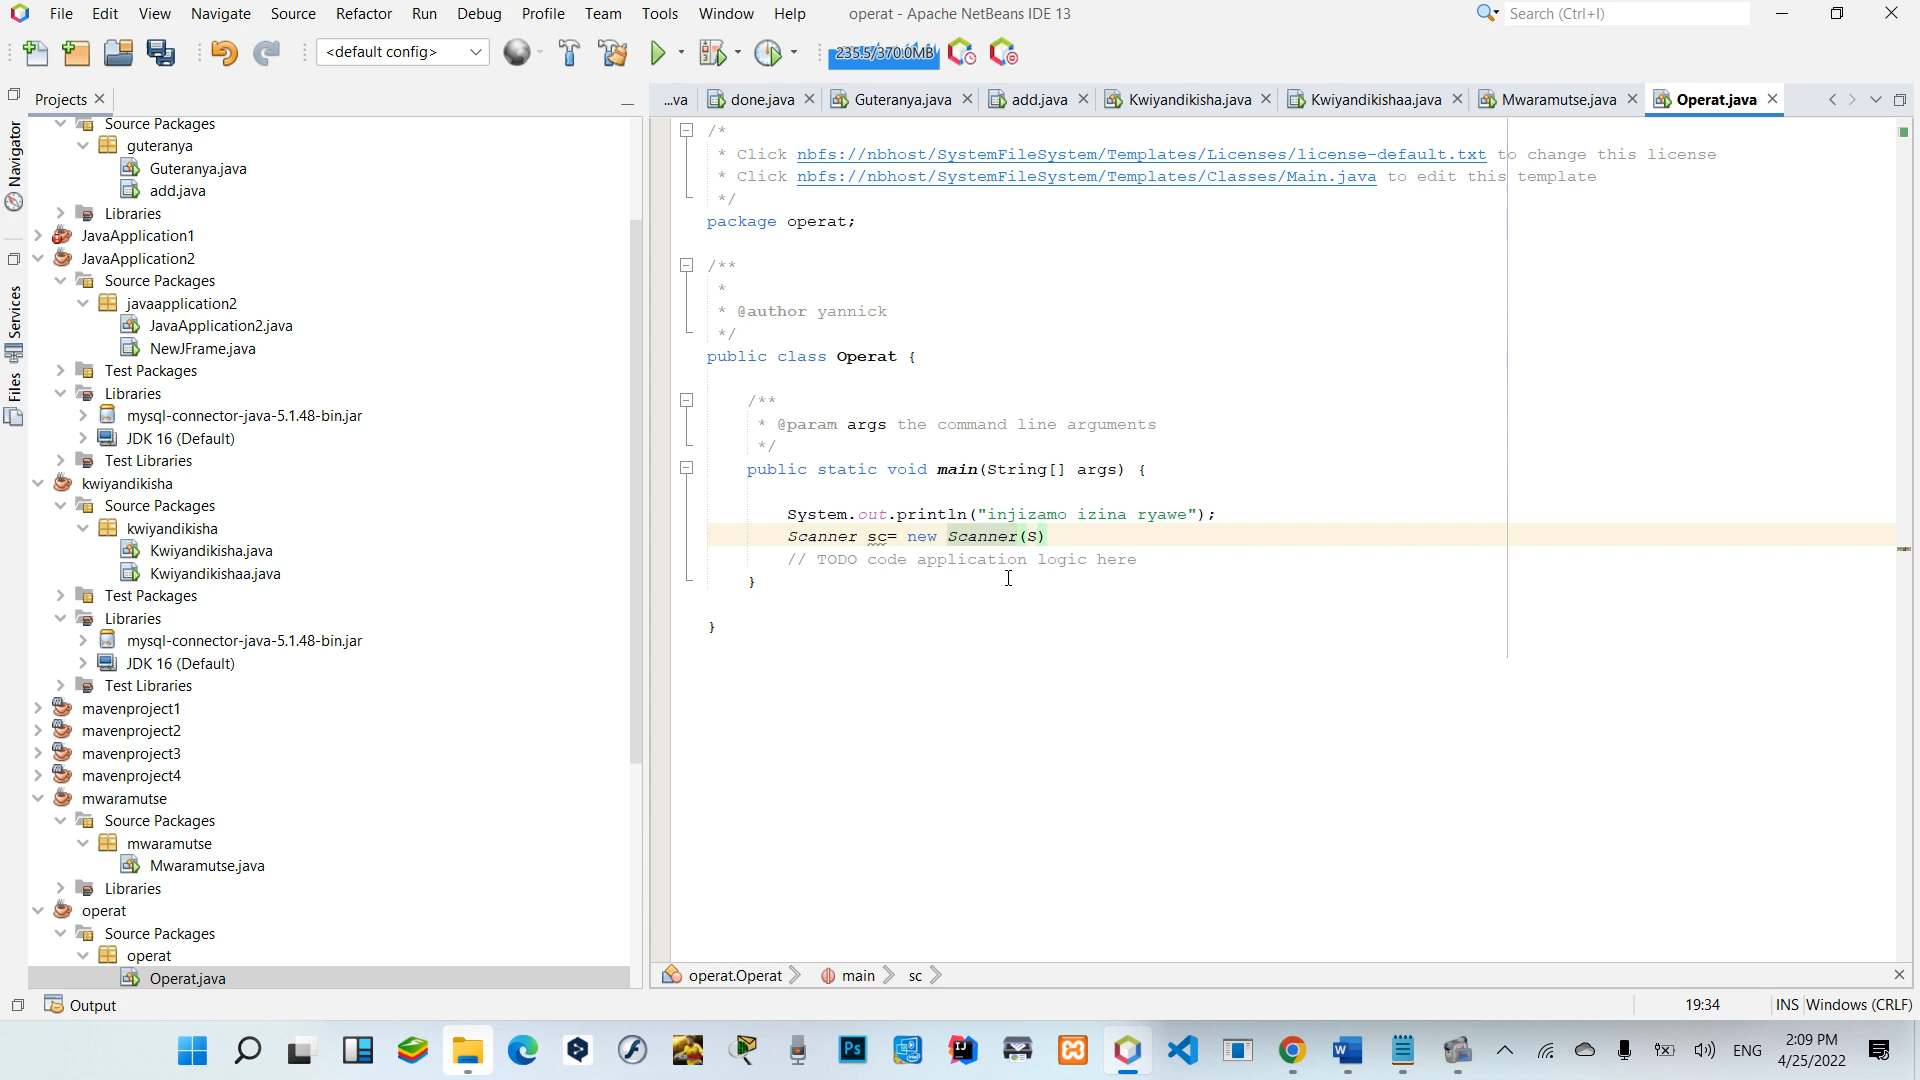 File Edit View Navigate Source Refactor Run Debug Profile Team Tools Window Help operat - Apache NetBeans IDE 13 Search (Ctrl+I)
<default config> 235.5/370.0MB
Projects
...va done.java Guteranya.java add.java Kwiyandikisha.java Kwiyandikishaa.java Mwaramutse.java Operat.java
Navigator
Services
Files
Source Packages
guteranya
Guteranya.java
add.java
Libraries
JavaApplication1
JavaApplication2
Source Packages
javaapplication2
JavaApplication2.java
NewJFrame.java
Test Packages
Libraries
mysql-connector-java-5.1.48-bin.jar
JDK 16 (Default)
Test Libraries
kwiyandikisha
Source Packages
kwiyandikisha
Kwiyandikisha.java
Kwiyandikishaa.java
Test Packages
Libraries
mysql-connector-java-5.1.48-bin.jar
JDK 16 (Default)
Test Libraries
mavenproject1
mavenproject2
mavenproject3
mavenproject4
mwaramutse
Source Packages
mwaramutse
Mwaramutse.java
Libraries
operat
Source Packages
operat
Operat.java
/*
* Click nbfs://nbhost/SystemFileSystem/Templates/Licenses/license-default.txt to change this license
* Click nbfs://nbhost/SystemFileSystem/Templates/Classes/Main.java to edit this template
*/
package operat;
/**
*
* @author yannick
*/
public class Operat {
/**
* @param args the command line arguments
*/
public static void main(String[] args) {
System.out.println("injizamo izina ryawe");
Scanner sc= new Scanner(S)
// TODO code application logic here
}
}
operat.Operat main sc
Output 19:34 INS Windows (CRLF)
Ps IJ ENG 2:09 PM
4/25/2022